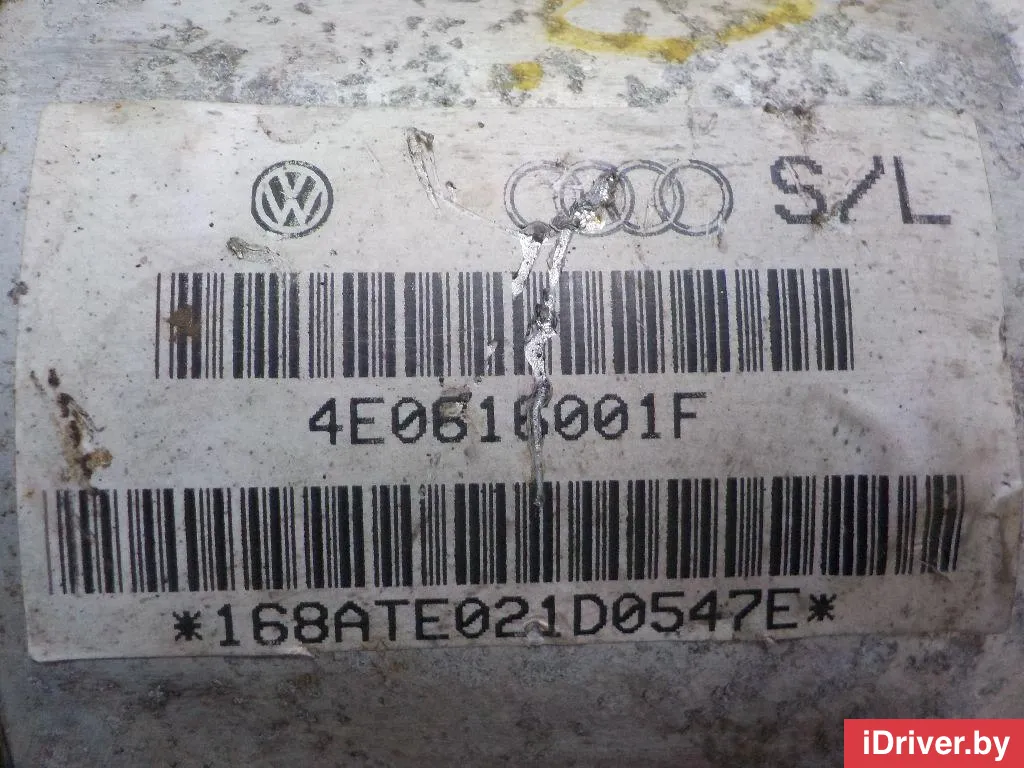 S/L
4E0616001F
*168ATE021D0547E*
iDriver.by